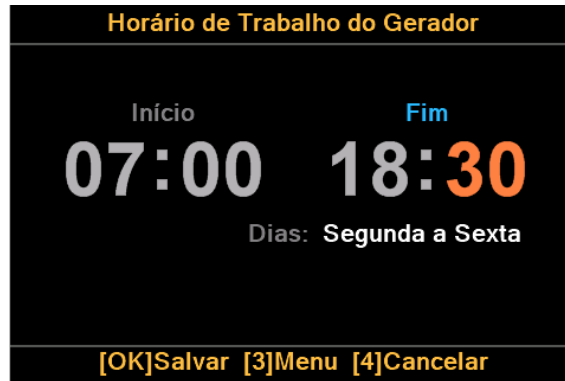 Horário de Trabalho do Gerador
Início Fim
07:00 18:30
Dias: Segunda a Sexta
[OK]Salvar [3]Menu [4]Cancelar